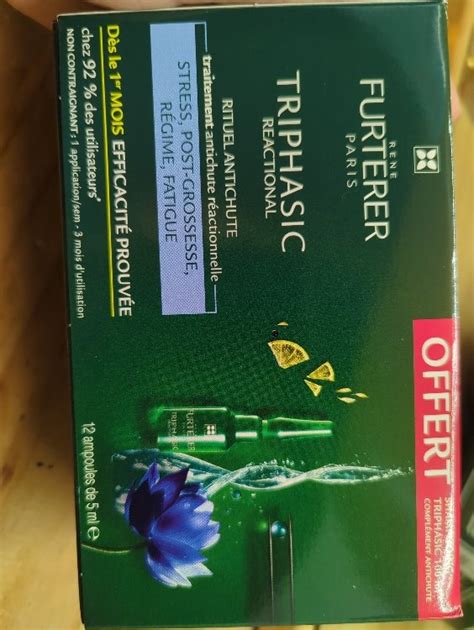 RENE
FURTERER
PARIS
TRIPHASIC
REACTIONAL
RITUEL ANTICHUTE
traitement antichute réactionnelle
STRESS, POST-GROSSESSE,
RÉGIME, FATIGUE
Dès le 1er MOIS EFFICACITÉ PROUVÉE
chez 92 % des utilisateurs*
NON CONTRAIGNANT : 1 application/sem - 3 mois d'utilisation
OFFERT
TRIPHASIC
COMPLÉMENT ANTICHUTE
FURTERER
TRIPHASIC
12 ampoules de 5 ml e